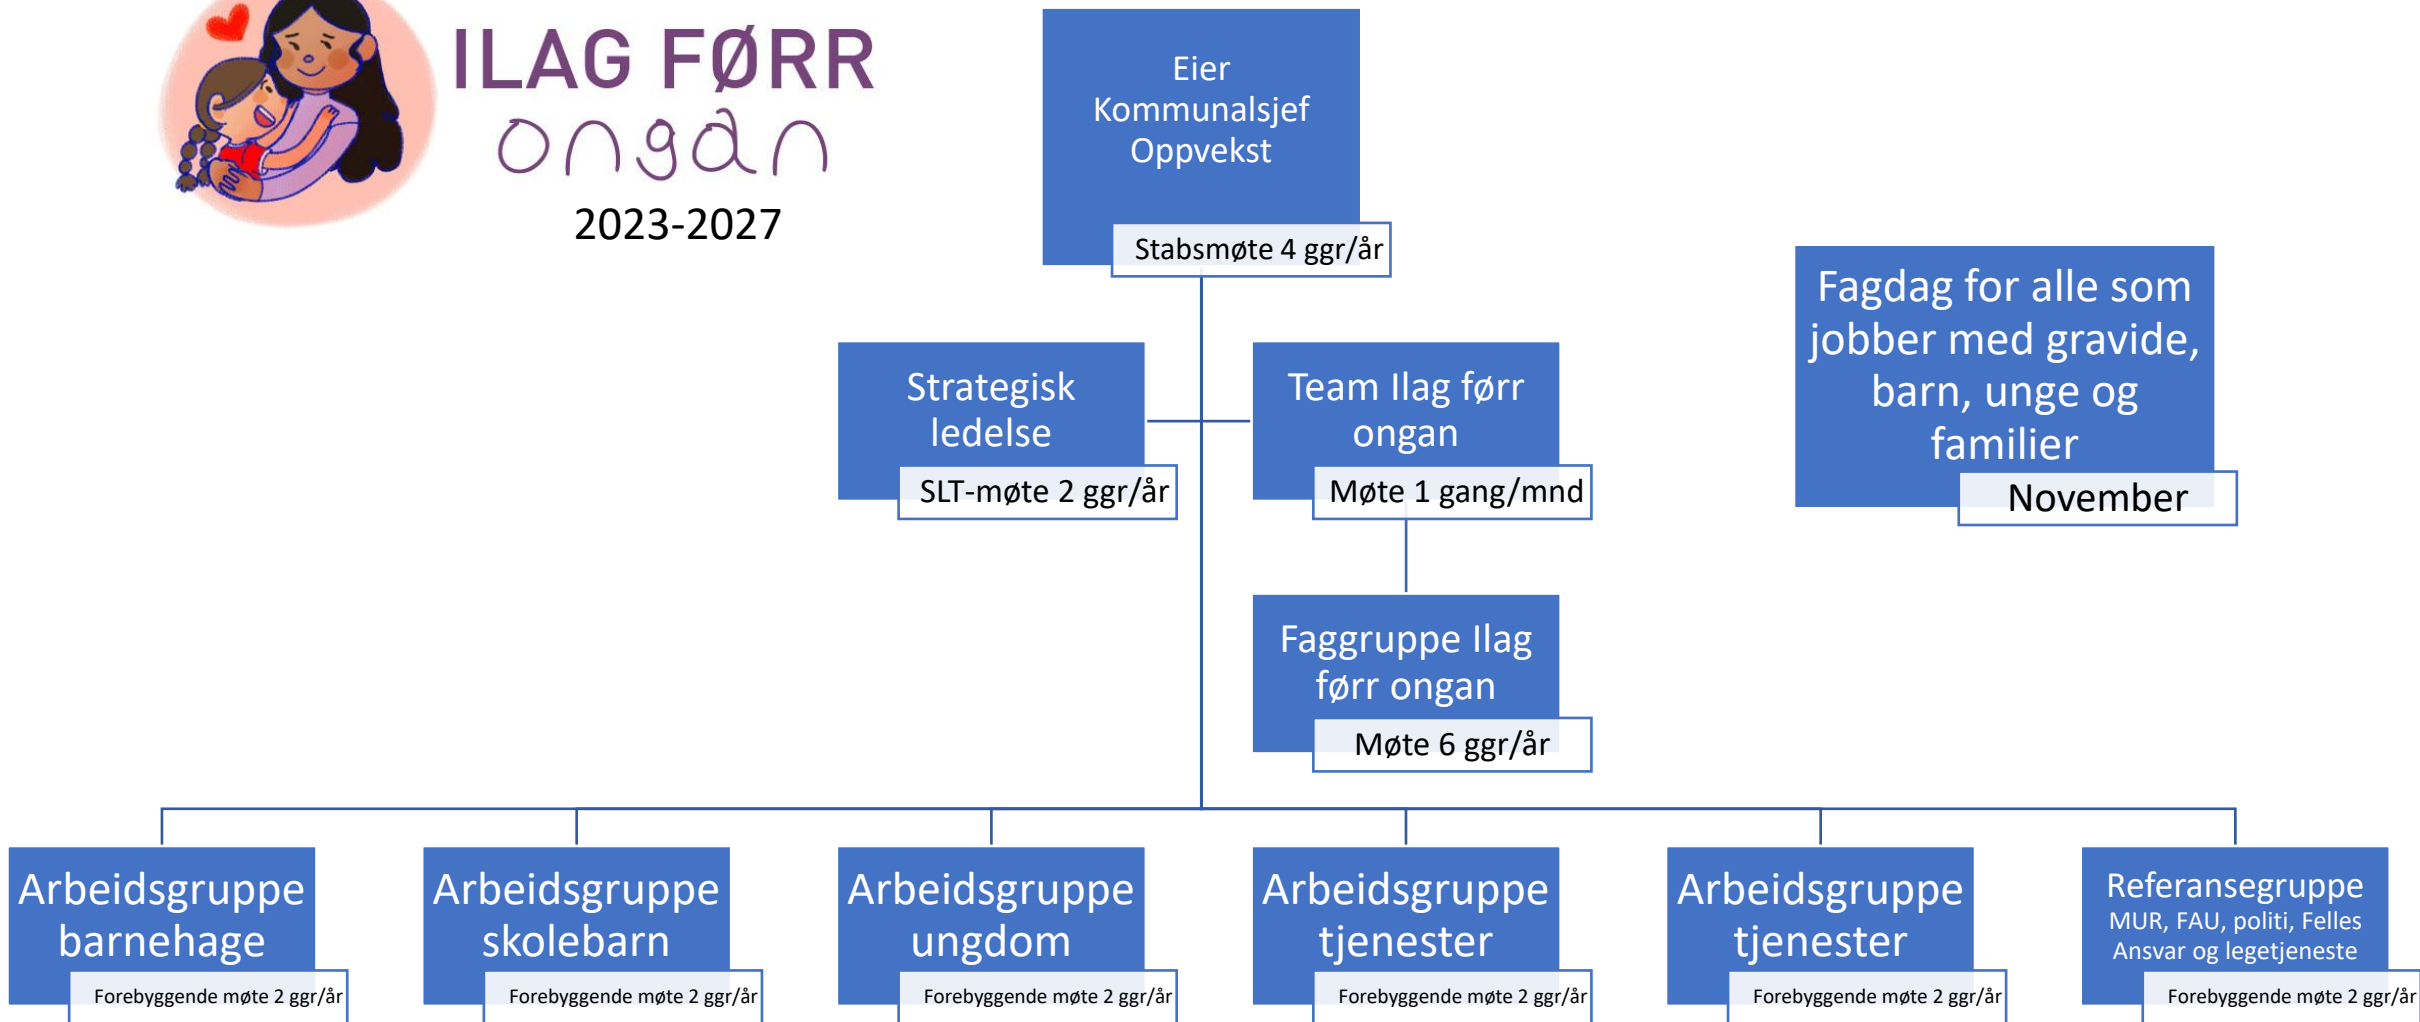 ILAG FØRR
ongan
2023-2027
Eier
Kommunalsjef
Oppvekst
Stabsmøte 4 ggr/år
Fagdag for alle som
jobber med gravide,
barn, unge og
familier
November
Strategisk
ledelse
SLT-møte 2 ggr/år
Team Ilag førr
ongan
Møte 1 gang/mnd
Faggruppe Ilag
førr ongan
Møte 6 ggr/år
Arbeidsgruppe
barnehage
Forebyggende møte 2 ggr/år
Arbeidsgruppe
skolebarn
Forebyggende møte 2 ggr/år
Arbeidsgruppe
ungdom
Forebyggende møte 2 ggr/år
Arbeidsgruppe
tjenester
Forebyggende møte 2 ggr/år
Arbeidsgruppe
tjenester
Forebyggende møte 2 ggr/år
Referansegruppe
MUR, FAU, politi, Felles
Ansvar og legetjeneste
Forebyggende møte 2 ggr/år